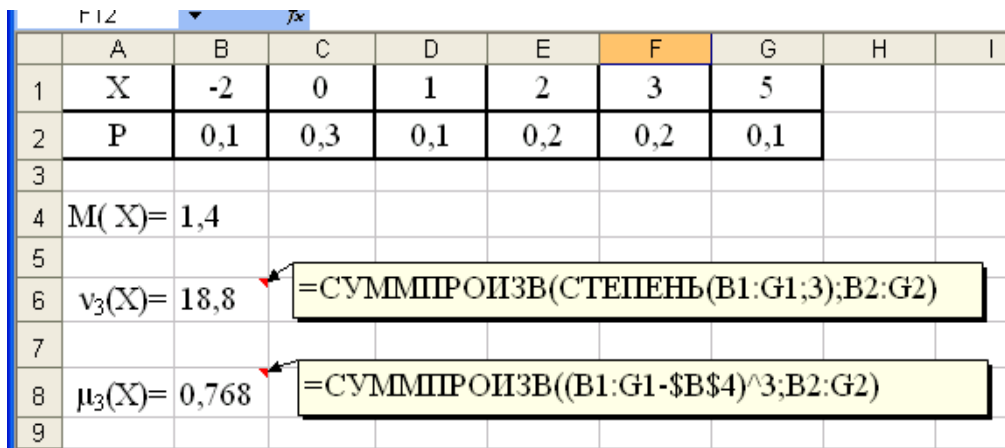 F12 fx
A B C D E F G H I
1 X -2 0 1 2 3 5
2 P 0,1 0,3 0,1 0,2 0,2 0,1
3
4 M( X)= 1,4
5
6 ν₃(X)= 18,8 =СУММПРОИЗВ(СТЕПЕНЬ(B1:G1;3);B2:G2)
7
8 μ₃(X)= 0,768 =СУММПРОИЗВ((B1:G1-$B$4)^3;B2:G2)
9